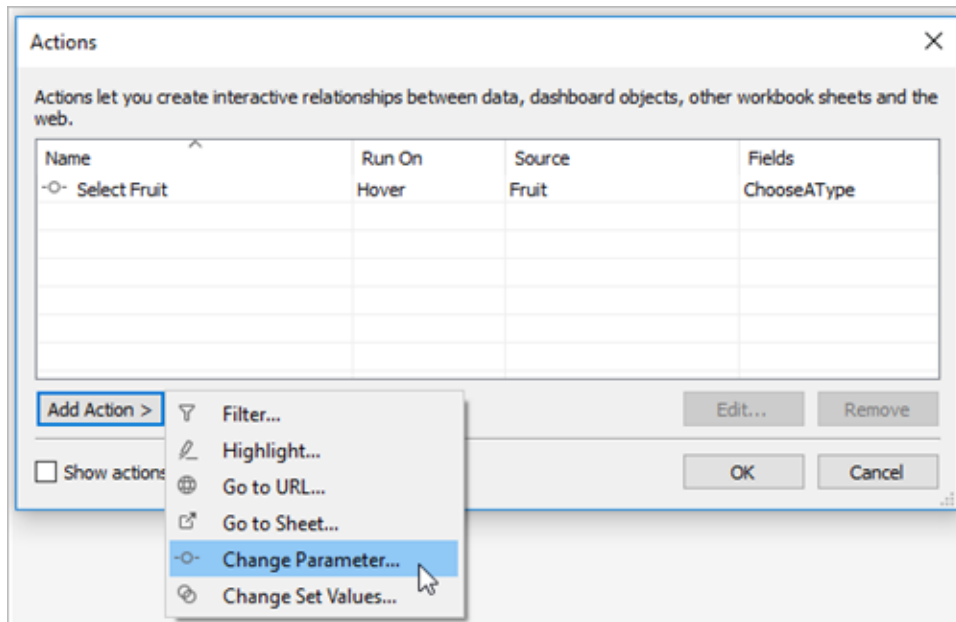 Actions
Actions let you create interactive relationships between data, dashboard objects, other workbook sheets and the
web.
Name Run On Source Fields
Select Fruit Hover Fruit ChooseAType
Add Action > Edit... Remove
Filter...
Highlight...
Show actions OK Cancel
Go to URL...
Go to Sheet...
Change Parameter...
Change Set Values...